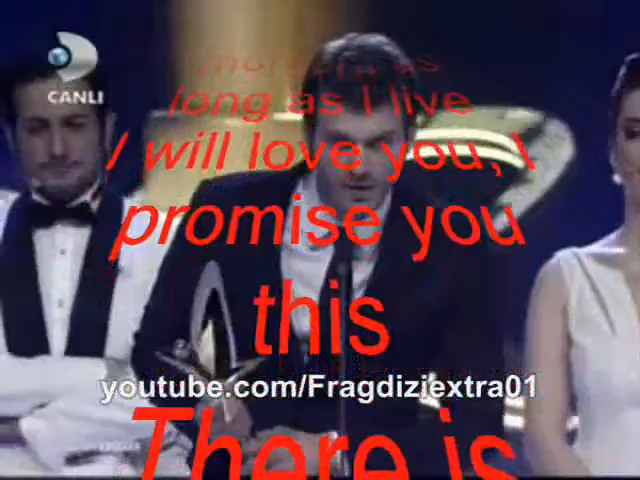 CANLI
long as I live
I will love you, I
promise you
this
youtube.com/Fragdiziextra01
There is